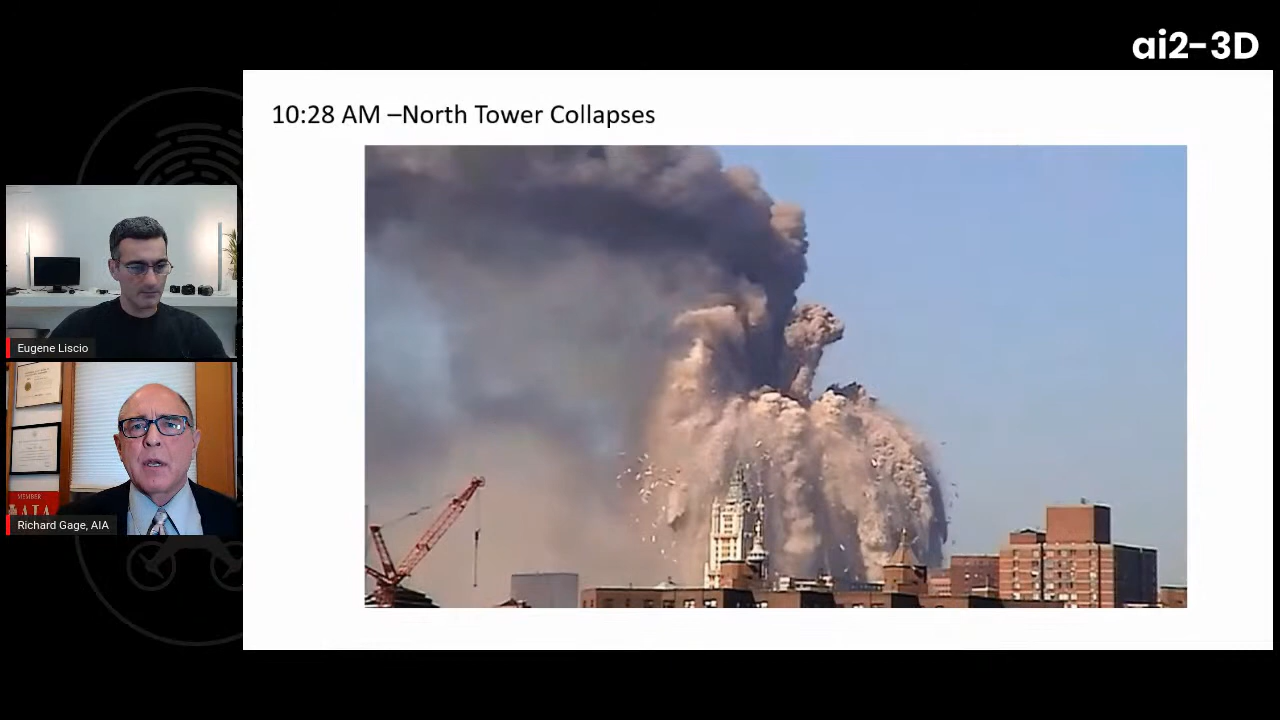 ai2-3D
10:28 AM –North Tower Collapses
Eugene Liscio
MEMBER
AIA
Richard Gage, AIA